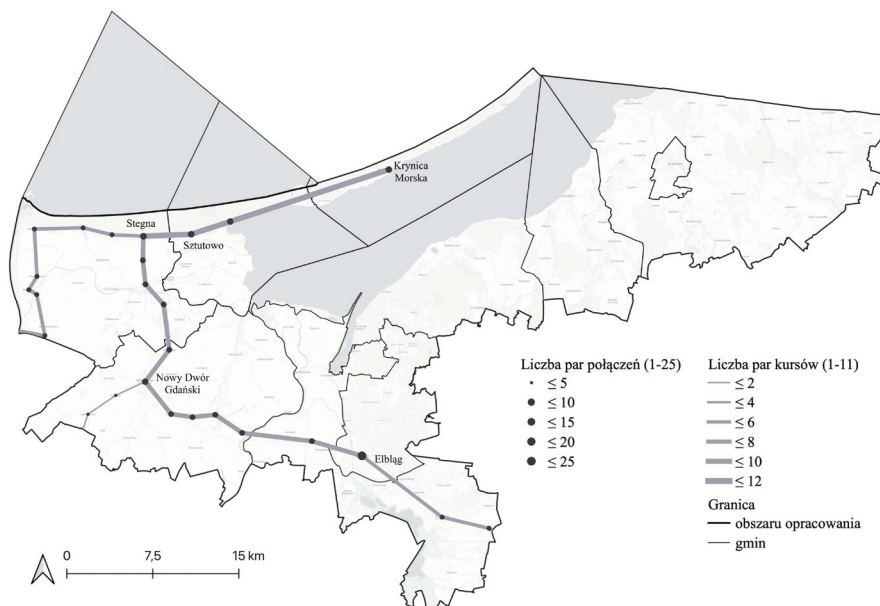 Krynica
Morska
Stegna
Sztutowo
Nowy Dwór
Gdański
Elbląg
Liczba par połączeń (1-25)
≤ 5
≤ 10
≤ 15
≤ 20
≤ 25
Liczba par kursów (1-11)
≤ 2
≤ 4
≤ 6
≤ 8
≤ 10
≤ 12
Granica
obszaru opracowania
gmin
0 7,5 15 km